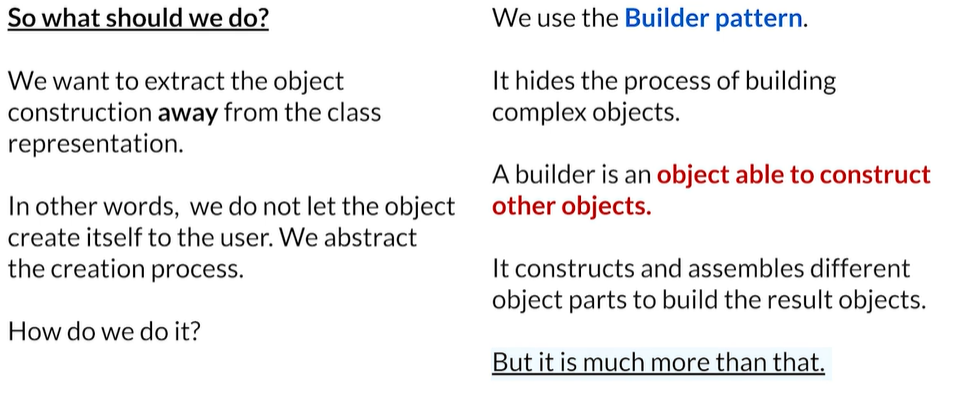 So what should we do?
We want to extract the object
construction away from the class
representation.
In other words, we do not let the object
create itself to the user. We abstract
the creation process.
How do we do it?
We use the Builder pattern.
It hides the process of building
complex objects.
A builder is an object able to construct
other objects.
It constructs and assembles different
object parts to build the result objects.
But it is much more than that.